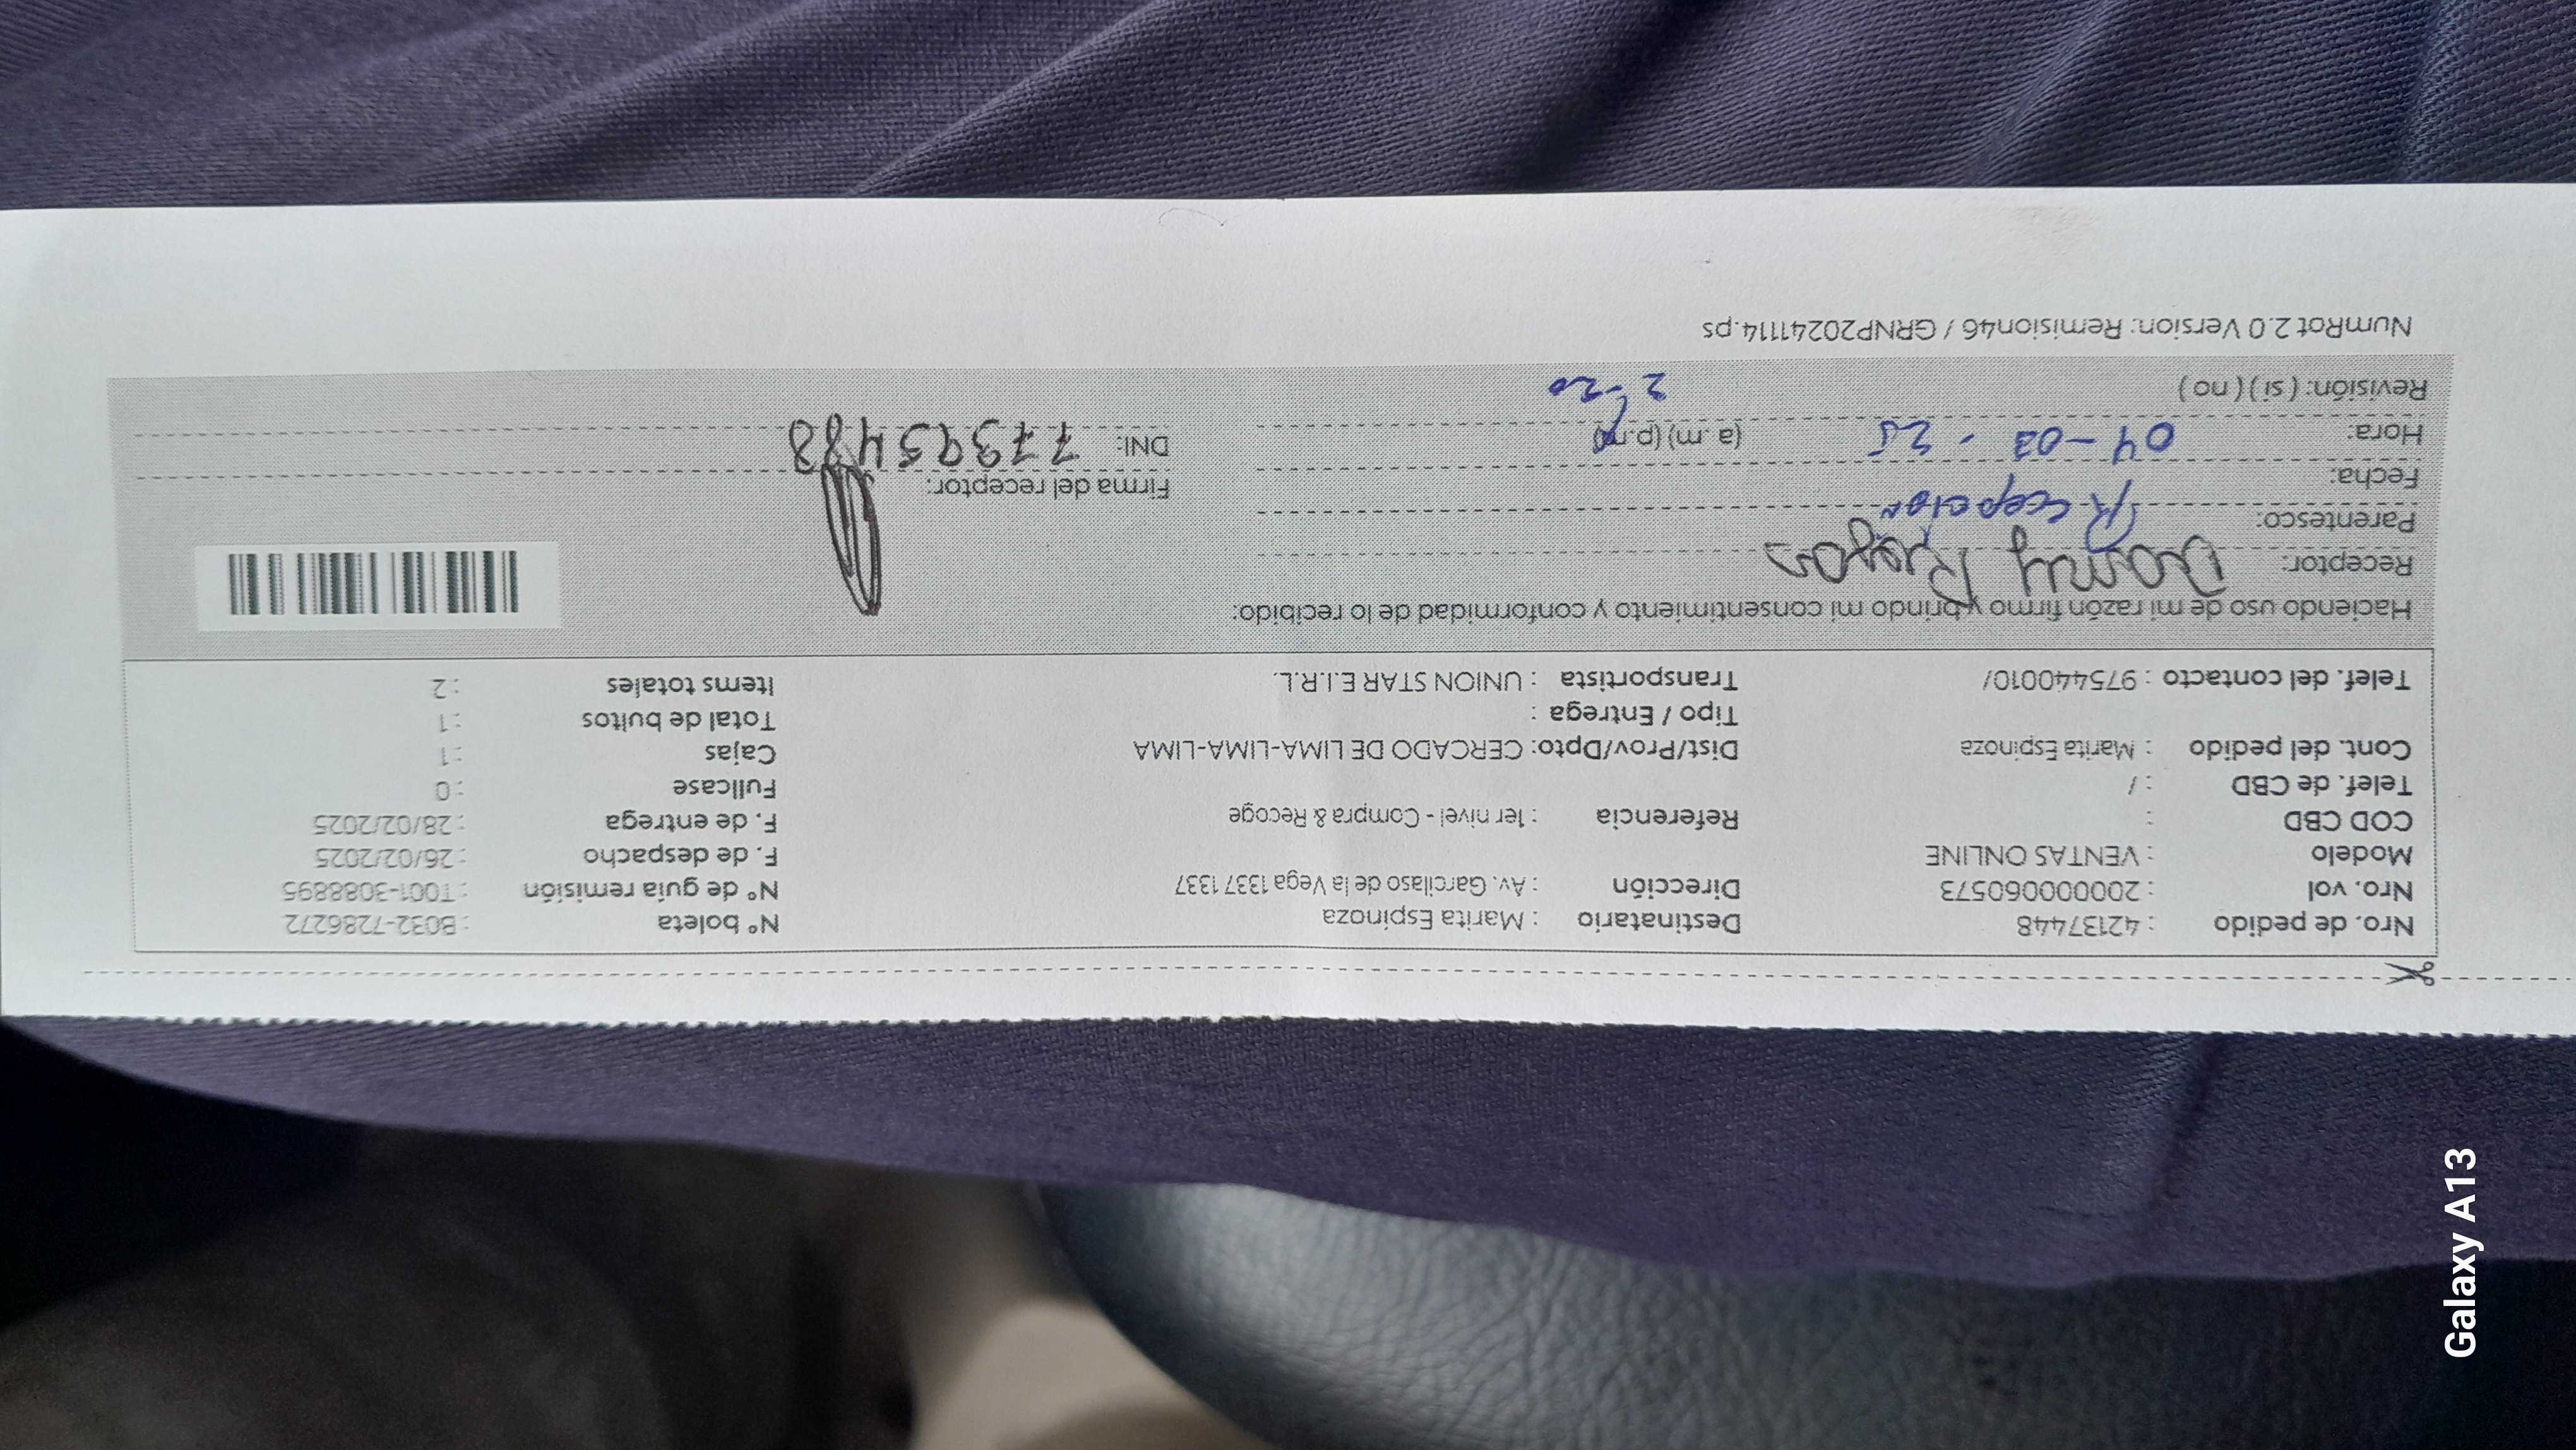 Nro. de pedido : 42137448 Destinatario : Marita Espinoza N° boleta : B032-7286272
Nro. vol : 20000060573 Dirección : Av. Garcilaso de la Vega 1337 1337 N° de guía remisión : T001-3088895
Modelo : VENTAS ONLINE F. de despacho : 26/02/2025
COD CBD : Referencia : 1er nivel - Compra & Recoge F. de entrega : 28/02/2025
Telef. de CBD : / Fullcase : 0
Cont. del pedido : Marita Espinoza Dist/Prov/Dpto: CERCADO DE LIMA-LIMA-LIMA Cajas : 1
Tipo / Entrega : Total de bultos : 1
Telef. del contacto : 975440010/ Transportista : UNION STAR E.I.R.L. Items totales : 2
Haciendo uso de mi razón firmo y brindo mi consentimiento y conformidad de lo recibido:
Receptor: Damy
Parentesco: Recepcion
Fecha: Firma del receptor:
Hora: 04-03-25 (a.m) (p.m) DNI: 77395488
Revisión: ( si ) ( no ) 2-20
NumRot 2.0 Version: Remision46 / GRNP20241114.ps
Galaxy A13